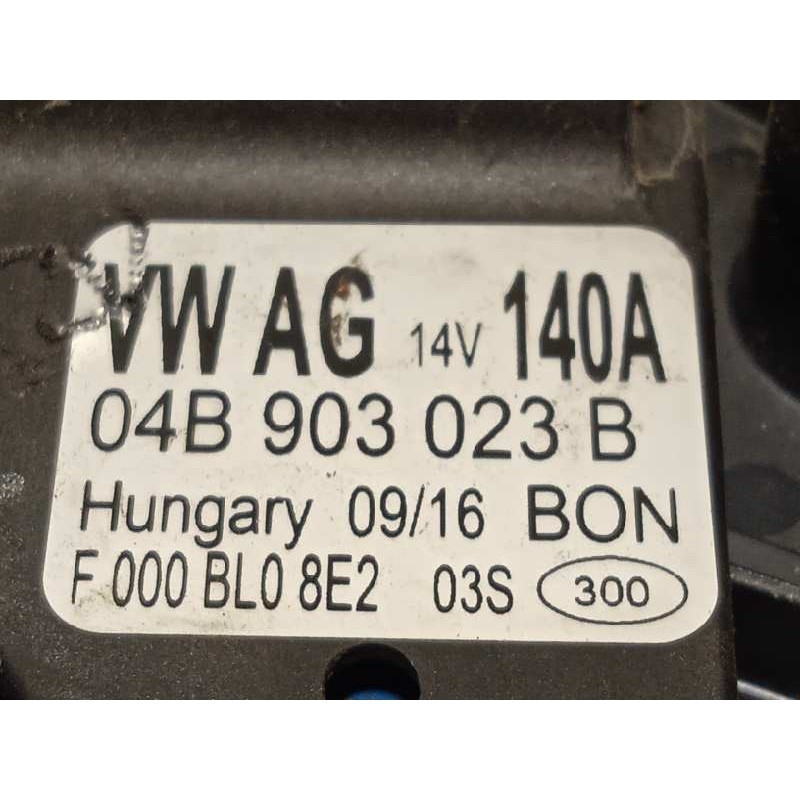 VW AG 14V 140A
04B 903 023 B
Hungary 09/16 BON
F 000 BL0 8E2 03S 300